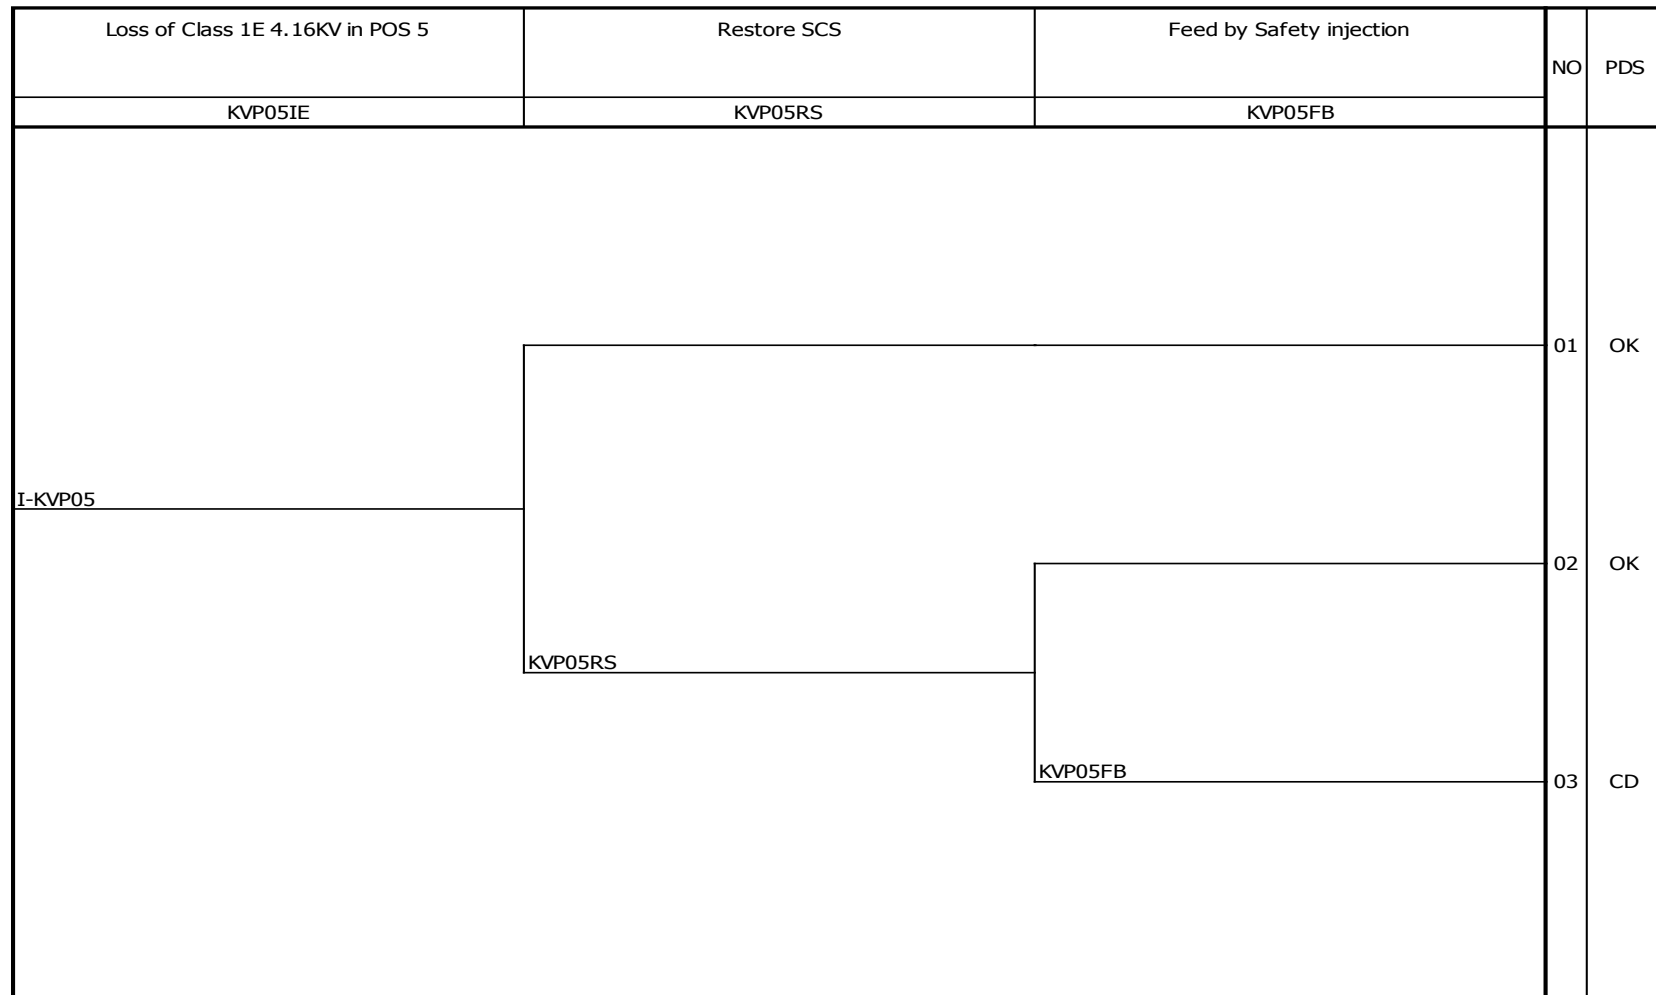 Loss of Class 1E 4.16KV in POS 5
Restore SCS
Feed by Safety injection
NO
PDS
KVP05IE
KVP05RS
KVP05FB
01
OK
I-KVP05
02
OK
KVP05RS
KVP05FB
03
CD